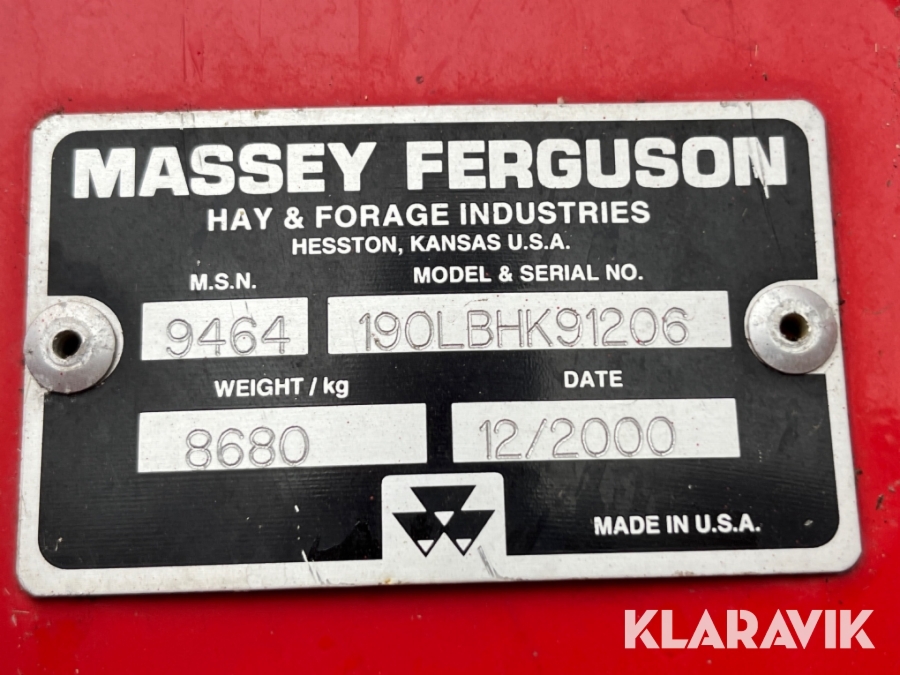 MASSEY FERGUSON
HAY & FORAGE INDUSTRIES
HESSTON, KANSAS U.S.A.
M.S.N. MODEL & SERIAL NO.
9464 190LBHK91206
WEIGHT/kg DATE
8680 12/2000
MADE IN U.S.A.
KLARAVIK